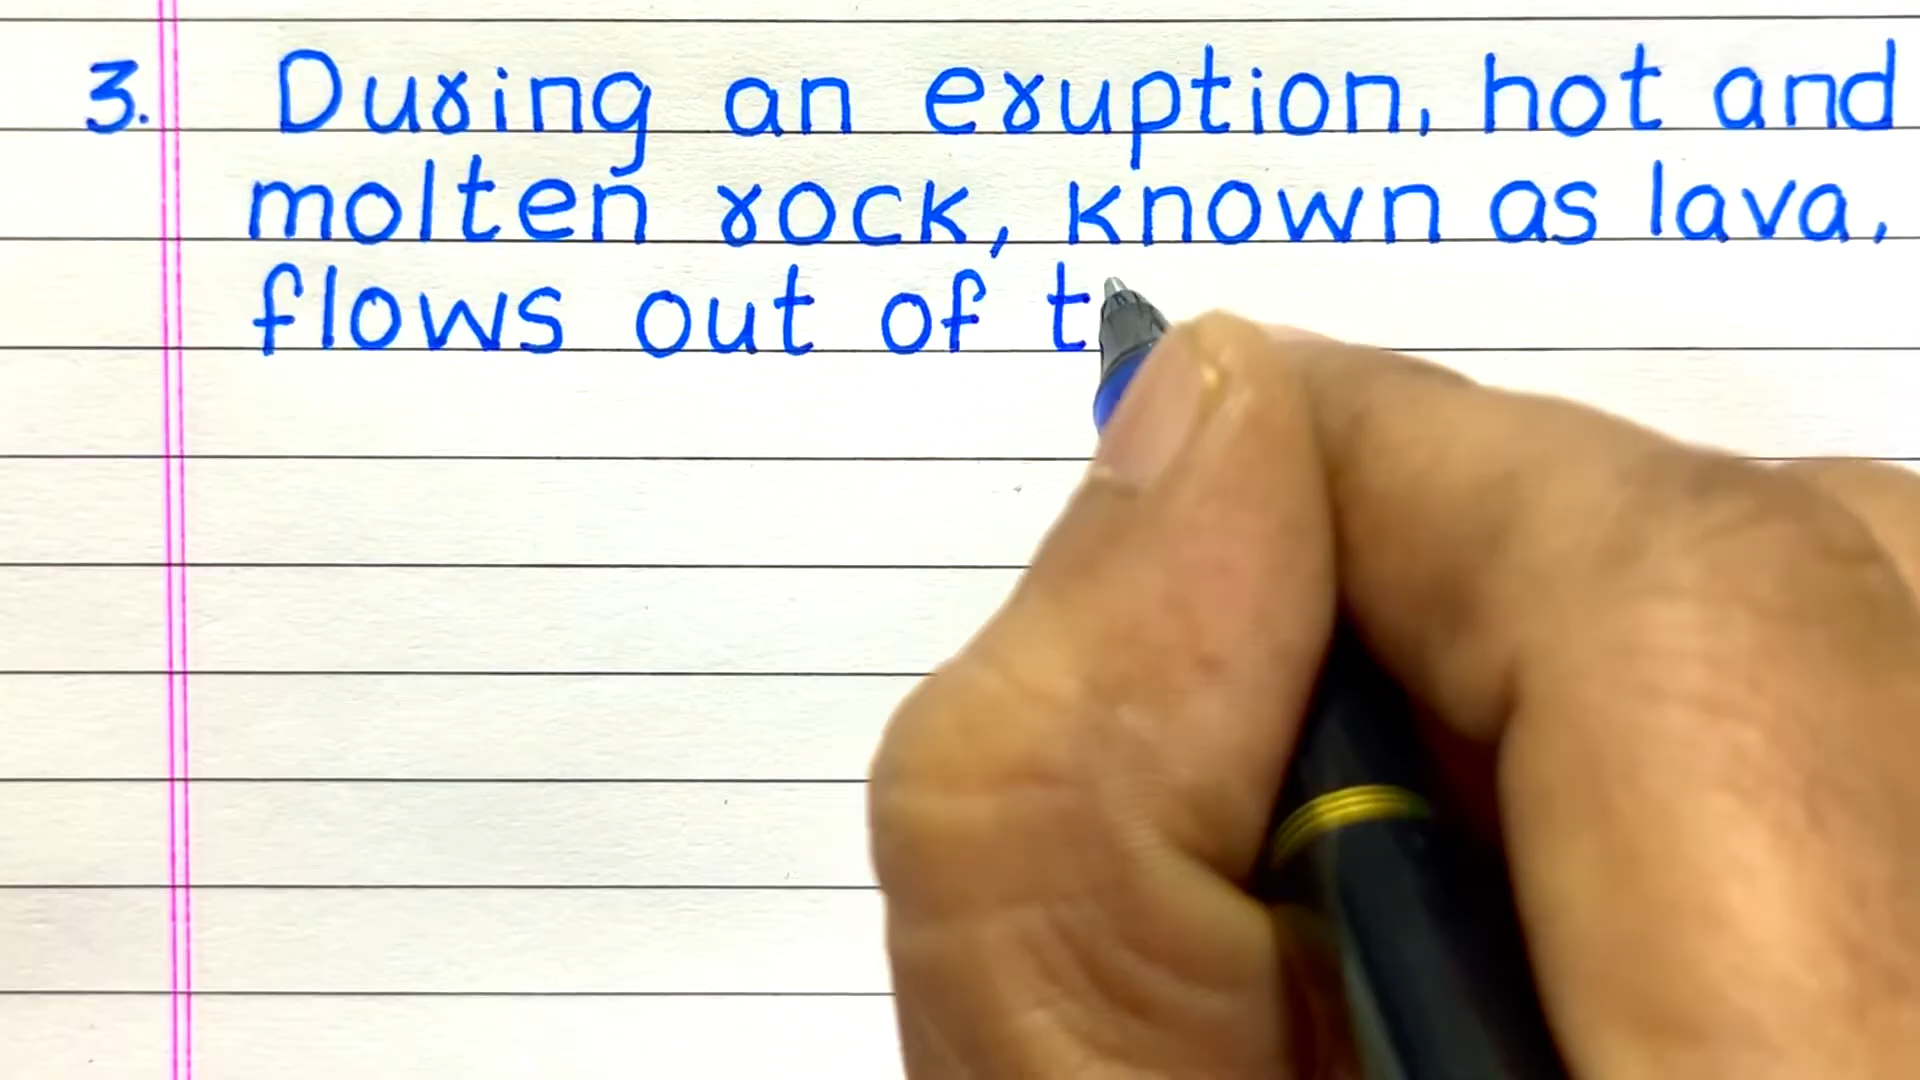 3. During an eruption, hot and
molten rock, known as lava,
flows out of t